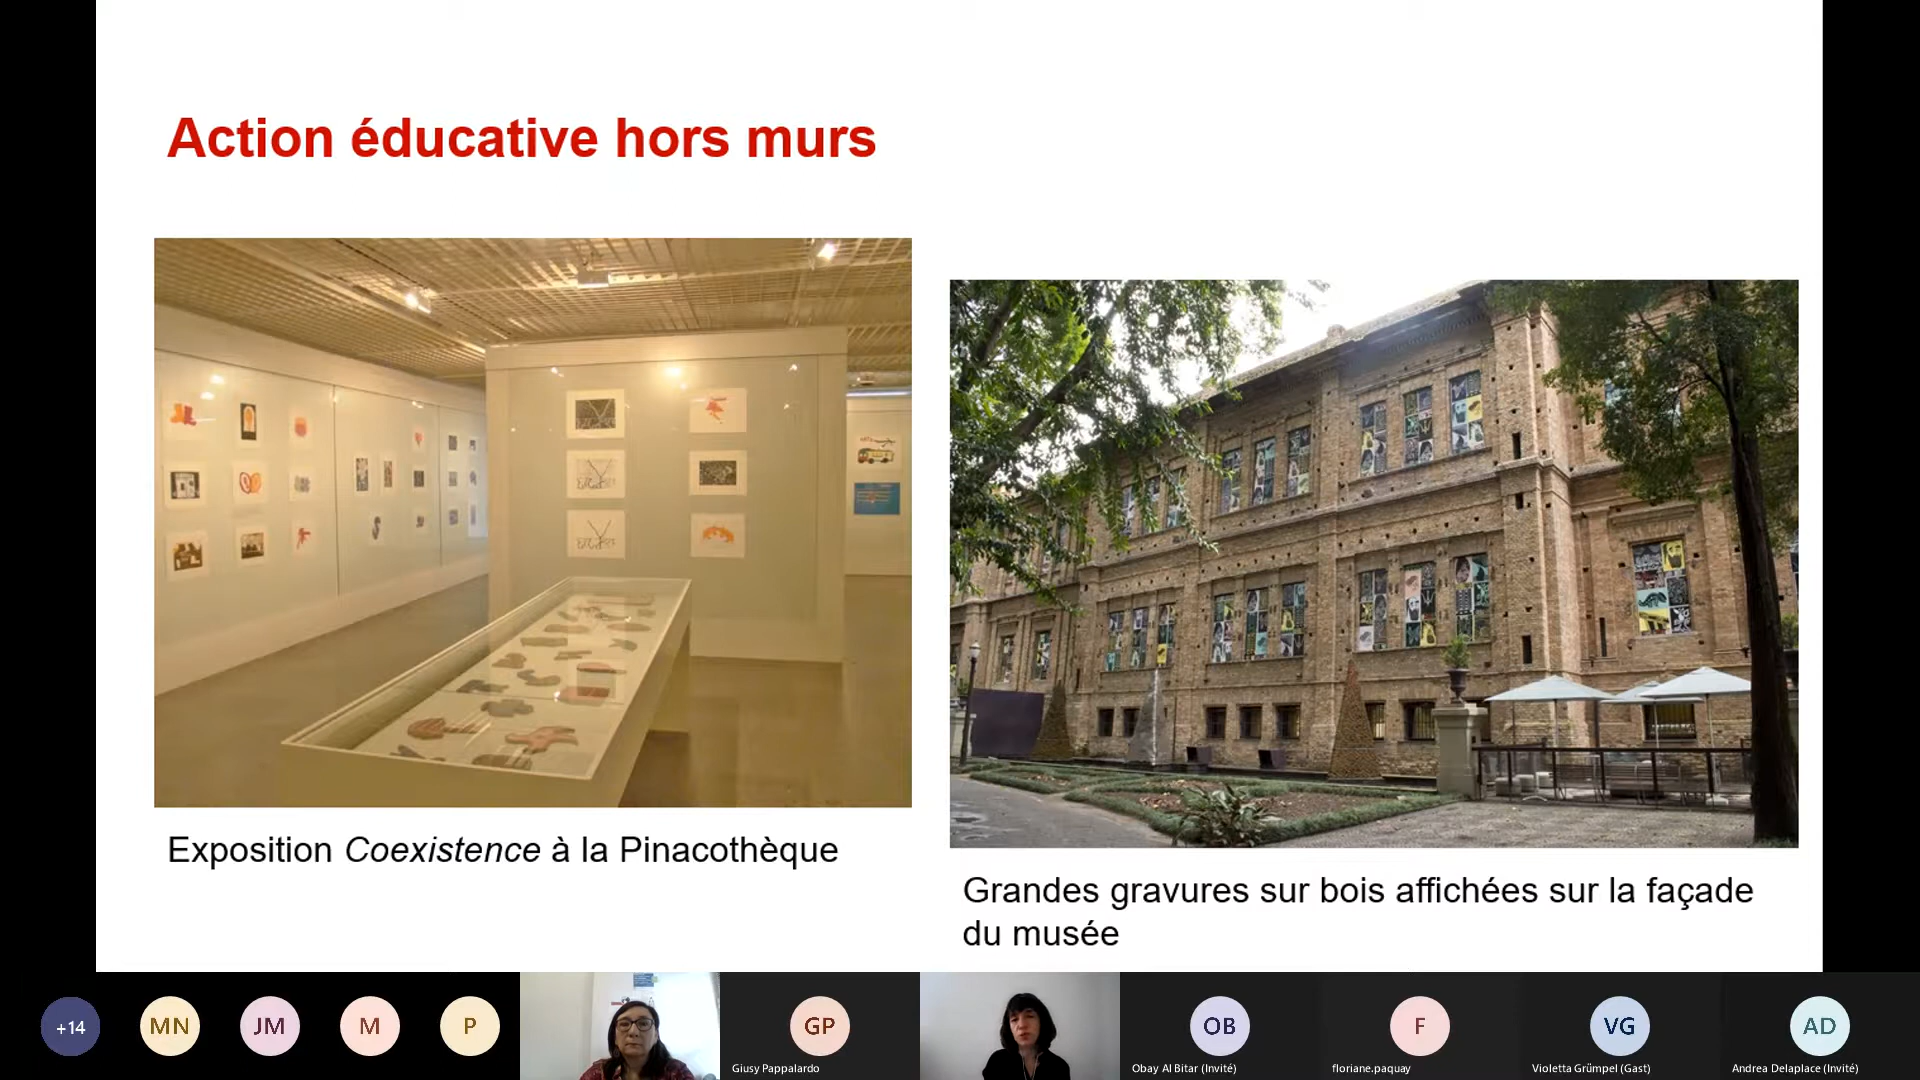 Action éducative hors murs
Exposition Coexistence à la Pinacothèque
Grandes gravures sur bois affichées sur la façade
du musée
+14
MN
JM
M
P
GP
Giusy Pappalardo
OB
Obay Al Bitar (Invité)
F
floriane.paquay
VG
Violetta Grümpel (Gast)
AD
Andrea Delaplace (Invité)